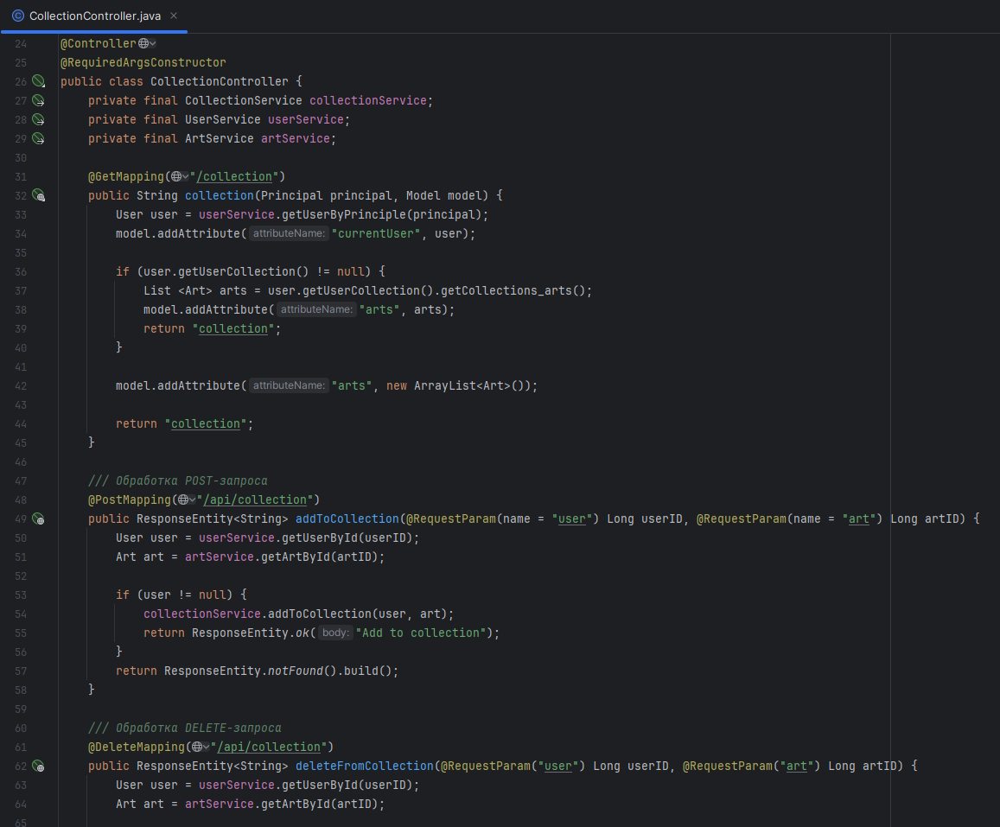 CollectionController.java
24 @Controller
25 @RequiredArgsConstructor
26 public class CollectionController {
27 private final CollectionService collectionService;
28 private final UserService userService;
29 private final ArtService artService;
30
31 @GetMapping("/collection")
32 public String collection(Principal principal, Model model) {
33 User user = userService.getUserByPrinciple(principal);
34 model.addAttribute( attributeName: "currentUser", user);
35
36 if (user.getUserCollection() != null) {
37 List <Art> arts = user.getUserCollection().getCollections_arts();
38 model.addAttribute( attributeName: "arts", arts);
39 return "collection";
40 }
41
42 model.addAttribute( attributeName: "arts", new ArrayList<Art>());
43
44 return "collection";
45 }
46
47 /// Обработка POST-запроса
48 @PostMapping("/api/collection")
49 public ResponseEntity<String> addToCollection(@RequestParam(name = "user") Long userID, @RequestParam(name = "art") Long artID) {
50 User user = userService.getUserById(userID);
51 Art art = artService.getArtById(artID);
52
53 if (user != null) {
54 collectionService.addToCollection(user, art);
55 return ResponseEntity.ok( body: "Add to collection");
56 }
57 return ResponseEntity.notFound().build();
58 }
59
60 /// Обработка DELETE-запроса
61 @DeleteMapping("/api/collection")
62 public ResponseEntity<String> deleteFromCollection(@RequestParam("user") Long userID, @RequestParam("art") Long artID) {
63 User user = userService.getUserById(userID);
64 Art art = artService.getArtById(artID);
65